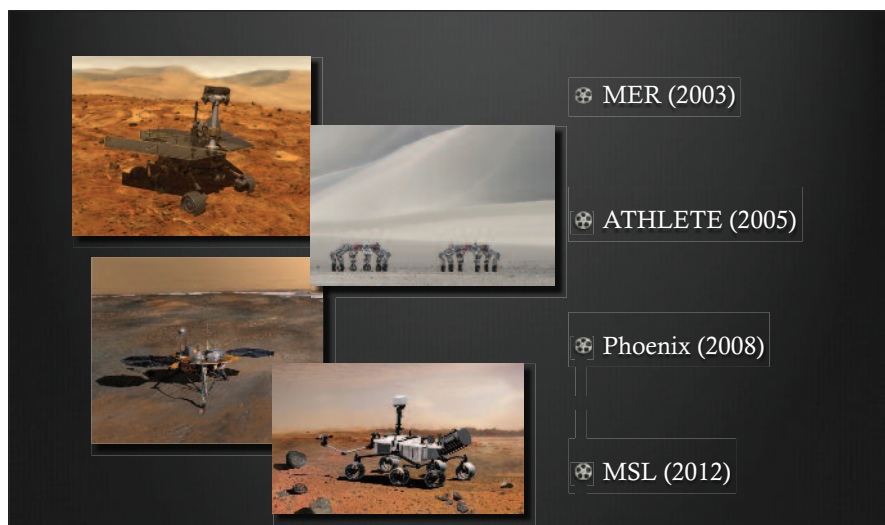 MER (2003)
ATHLETE (2005)
Phoenix (2008)
MSL (2012)